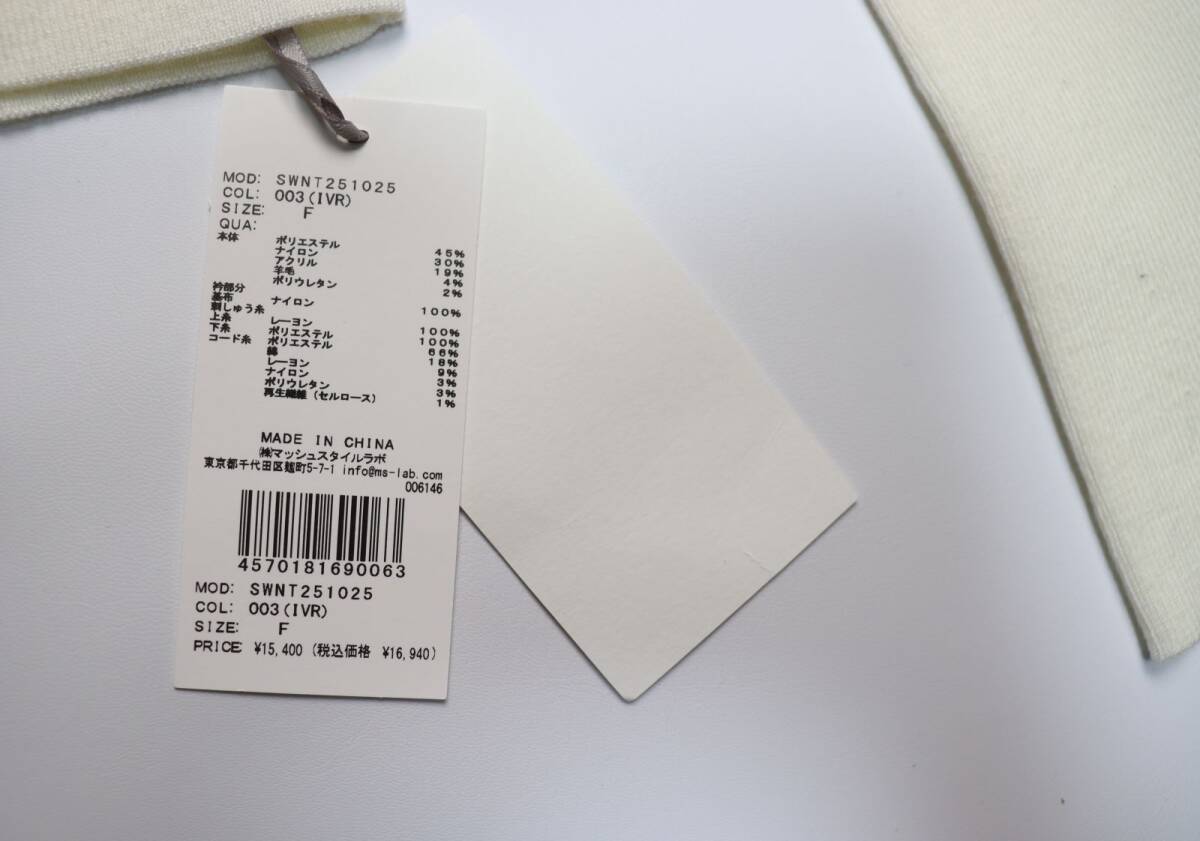 MOD: SWNT251025
COL: 003(IVR)
SIZE: F
QUA:
本体 ポリエステル 45%
ナイロン 30%
アクリル 19%
羊毛 4%
ポリウレタン 2%
衿部分
基布 ナイロン 100%
刺しゅう糸
上糸 レーヨン 100%
下糸 ポリエステル 100%
コード糸 ポリエステル 66%
綿 18%
レーヨン 9%
ナイロン 3%
ポリウレタン 3%
再生繊維(セルロース) 1%
MADE IN CHINA
㈱マッシュスタイルラボ
東京都千代田区麹町5-7-1 info@ms-lab.com
006146
4570181690063
MOD: SWNT251025
COL: 003(IVR)
SIZE: F
PRICE: ¥15,400 (税込価格 ¥16,940)